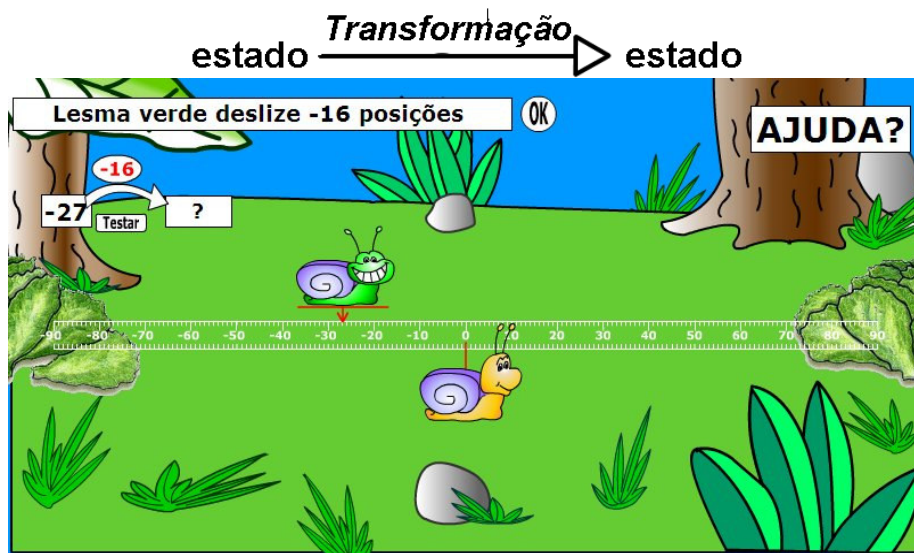 Transformação
estado estado
Lesma verde deslize -16 posições OK
AJUDA?
-16
-27 ?
Testar
-90 -80 -70 -60 -50 -40 -30 -20 -10 0 10 20 30 40 50 60 70 80 90